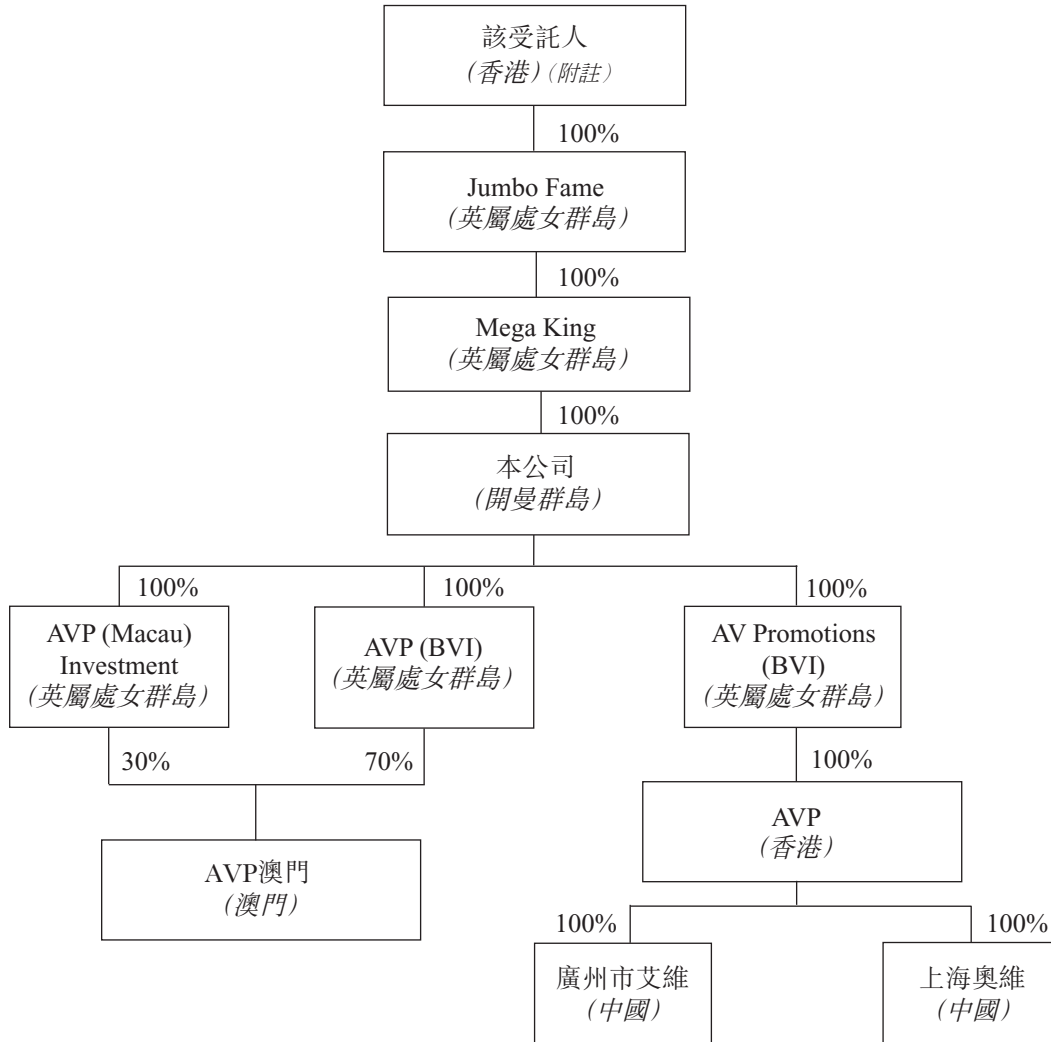 該受託人
(香港)(附註)
100%
Jumbo Fame
(英屬處女群島)
100%
Mega King
(英屬處女群島)
100%
本公司
(開曼群島)
100%
100%
100%
AVP (Macau)
Investment
(英屬處女群島)
AVP (BVI)
(英屬處女群島)
AV Promotions
(BVI)
(英屬處女群島)
30%
70%
100%
AVP澳門
(澳門)
AVP
(香港)
100%
100%
廣州市艾維
(中國)
上海奧維
(中國)